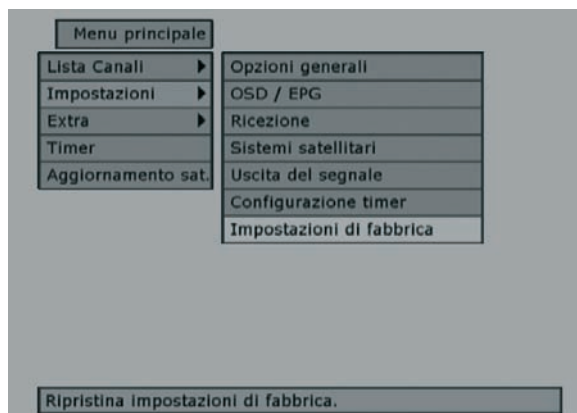 Menu principale
Lista Canali
Impostazioni
Extra
Timer
Aggiornamento sat.
Opzioni generali
OSD / EPG
Ricezione
Sistemi satellitari
Uscita del segnale
Configurazione timer
Impostazioni di fabbrica
Ripristina impostazioni di fabbrica.